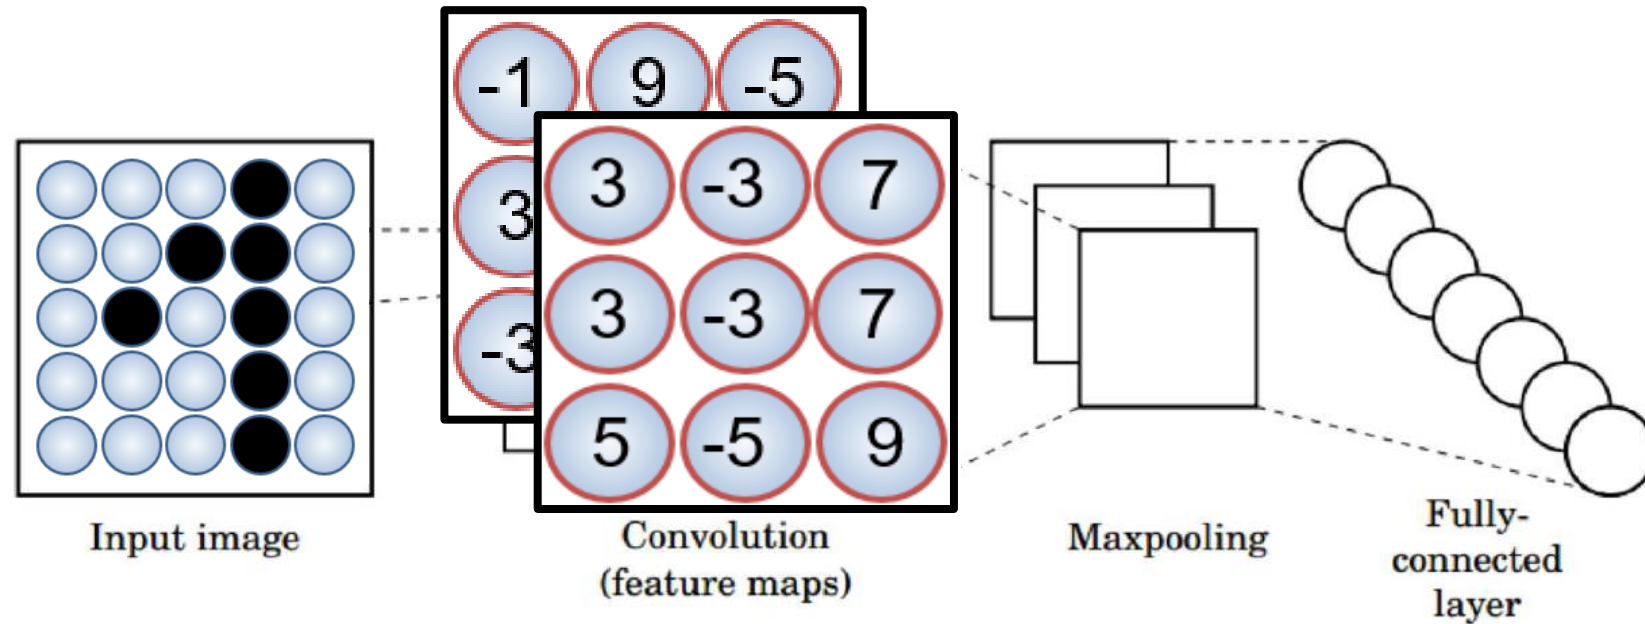 -1 9 -5
3
-3
3 -3 7
3 -3 7
5 -5 9
Input image
Convolution
(feature maps)
Maxpooling
Fully-
connected
layer